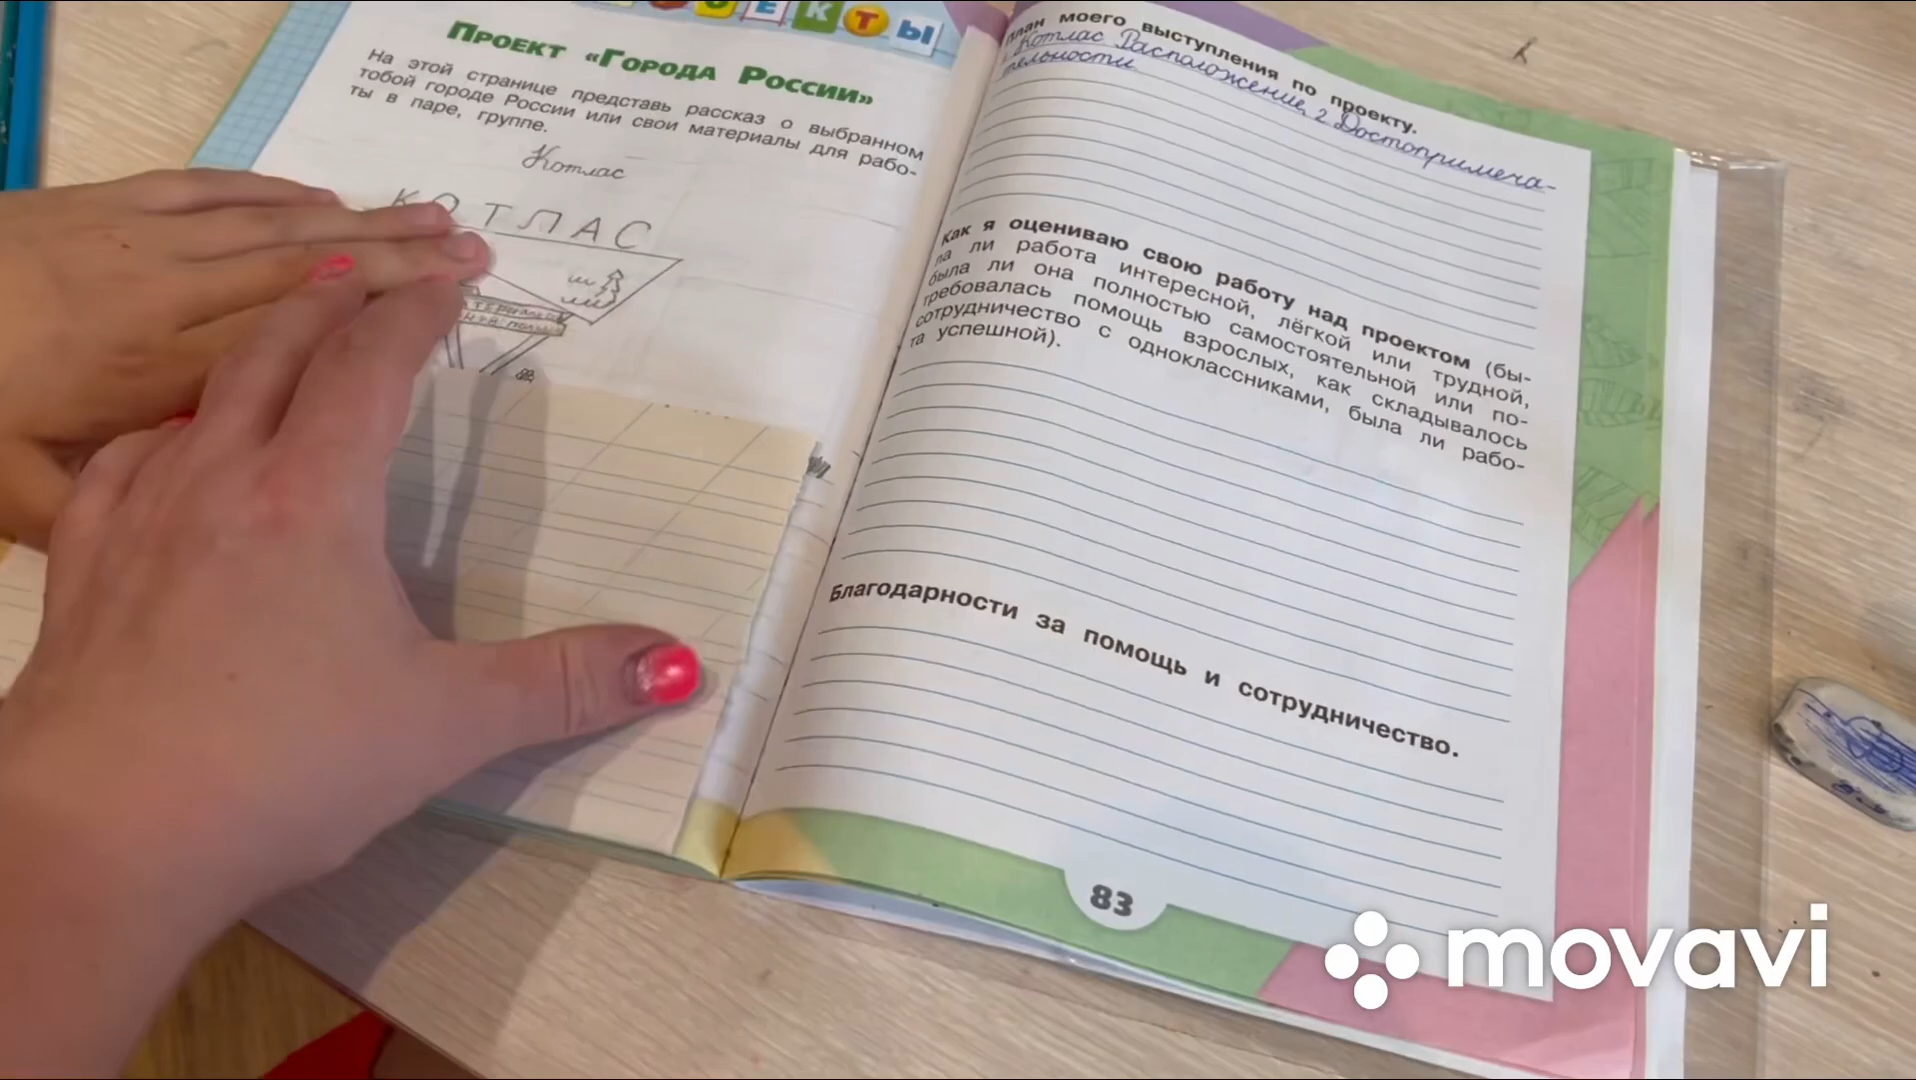 ЕКТЫ
ПРОЕКТ «ГОРОДА РОССИИ»
На этой странице представь рассказ о выбранном
тобой городе России или свои материалы для рабо-
ты в паре, группе.
Котлас
КОТЛАС
План моего выступления по проекту.
Котлас Расположение, 2 Достопримеча-
тельности
Как я оцениваю свою работу над проектом (бы-
ла ли работа интересной, лёгкой или трудной,
была ли она полностью самостоятельной или по-
требовалась помощь взрослых, как складывалось
сотрудничество с одноклассниками, была ли рабо-
та успешной).
Благодарности за помощь и сотрудничество.
83
movavi